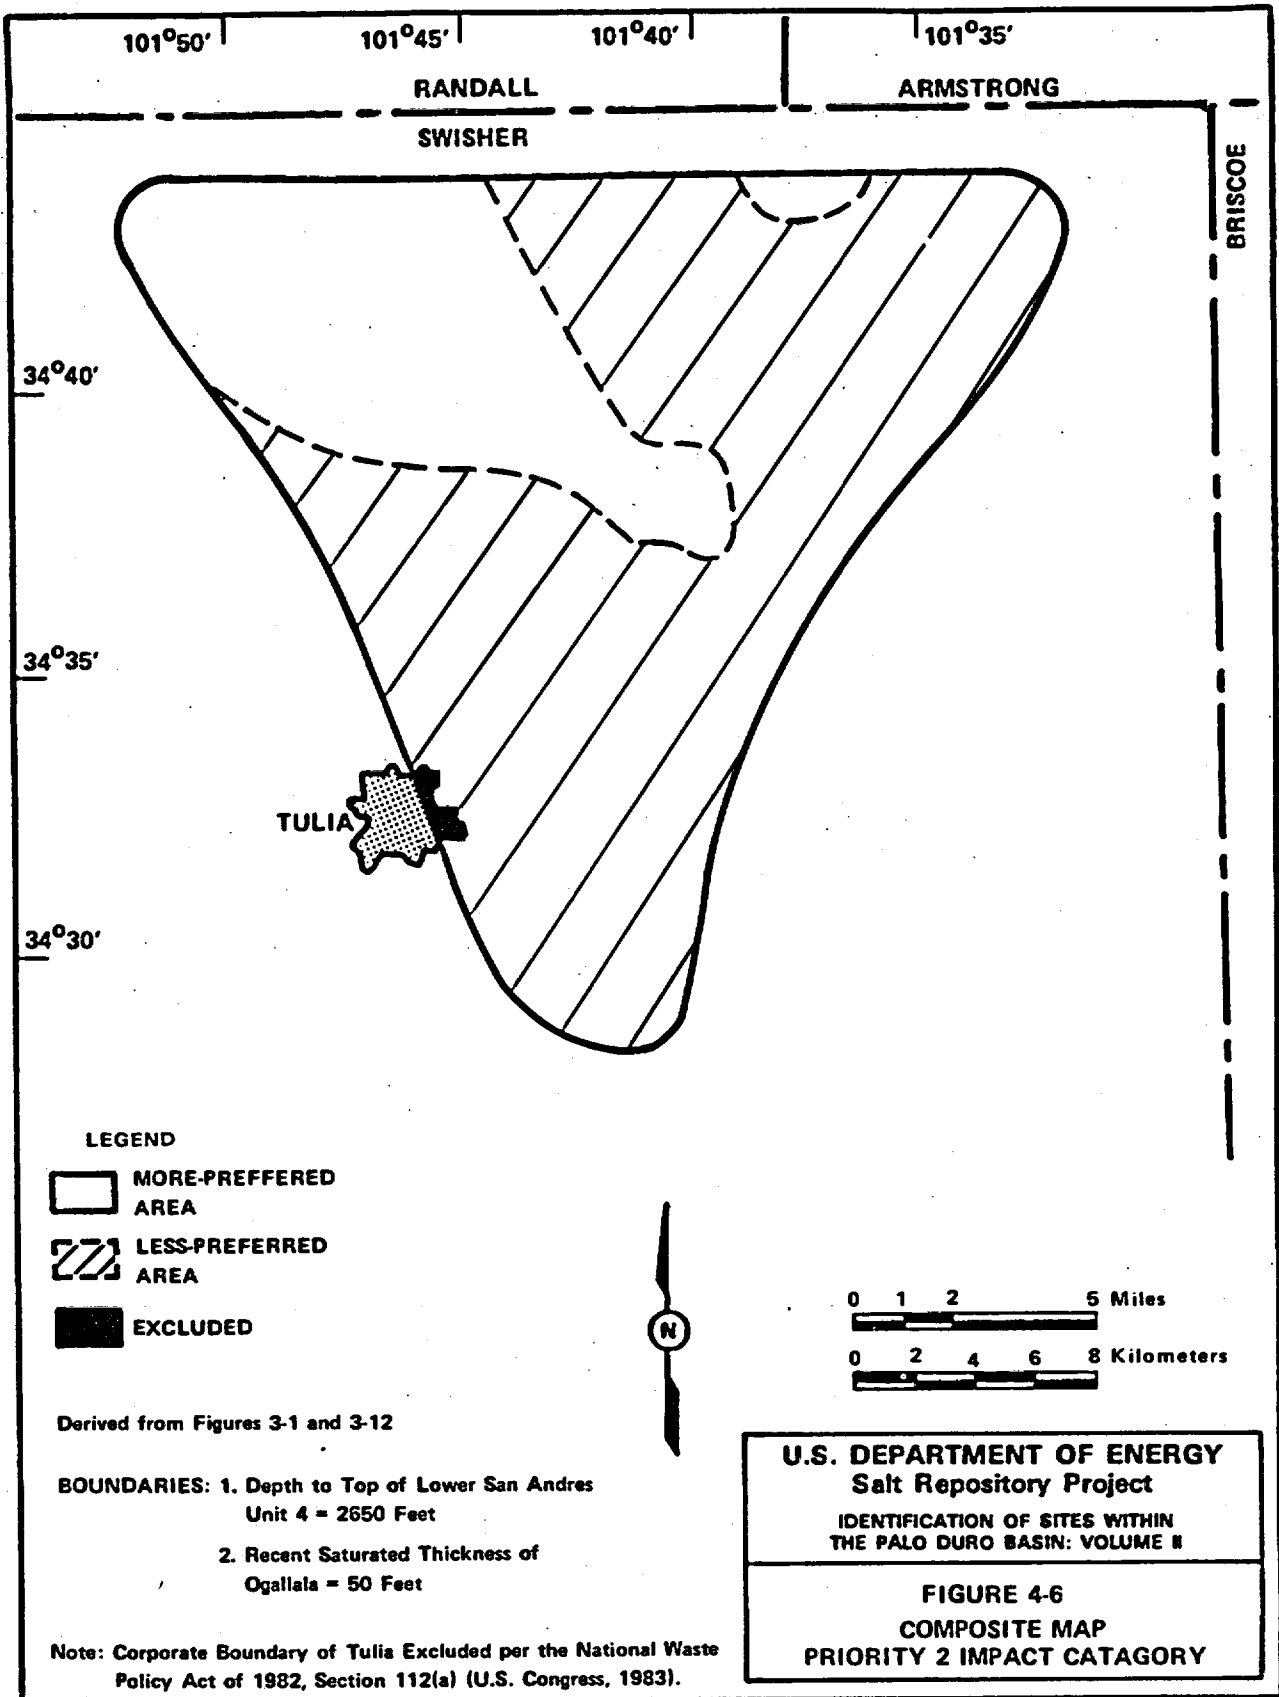 101°50′ 101°45′ 101°40′ 101°35′
RANDALL ARMSTRONG
SWISHER
BRISCOE
34°40′
34°35′
TULIA
34°30′
LEGEND
MORE-PREFFERED
AREA
LESS-PREFERRED
AREA
EXCLUDED
N
0 1 2 5 Miles
0 2 4 6 8 Kilometers
Derived from Figures 3-1 and 3-12
BOUNDARIES: 1. Depth to Top of Lower San Andres
Unit 4 = 2650 Feet
2. Recent Saturated Thickness of
Ogallala = 50 Feet
Note: Corporate Boundary of Tulia Excluded per the National Waste
Policy Act of 1982, Section 112(a) (U.S. Congress, 1983).
U.S. DEPARTMENT OF ENERGY
Salt Repository Project
IDENTIFICATION OF SITES WITHIN
THE PALO DURO BASIN: VOLUME II
FIGURE 4-6
COMPOSITE MAP
PRIORITY 2 IMPACT CATAGORY